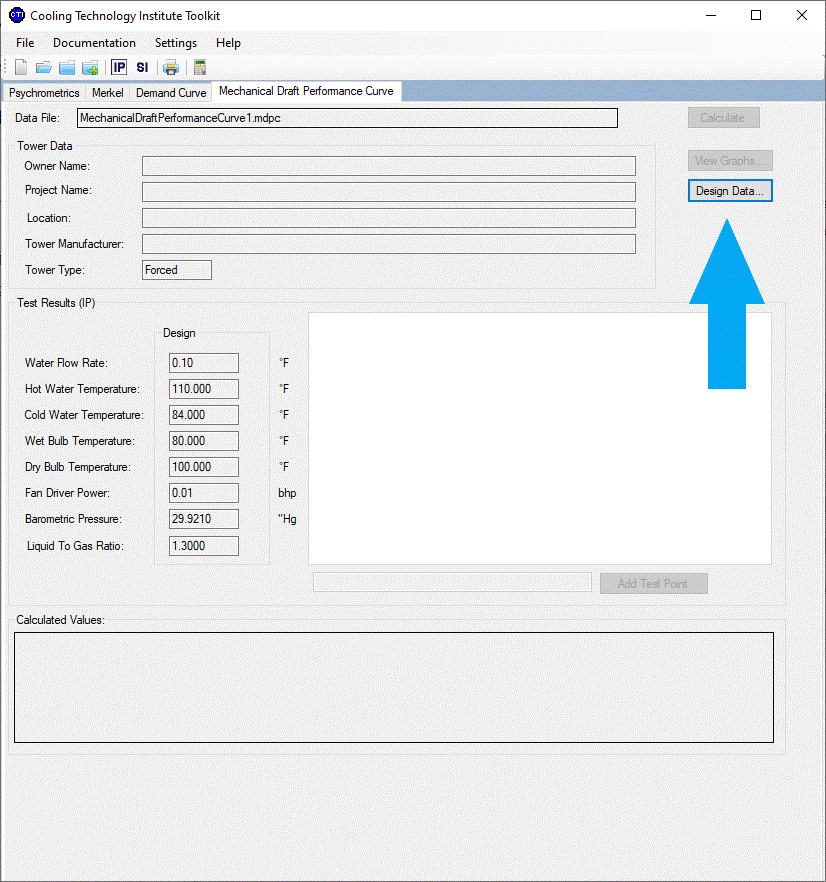 CTI Cooling Technology Institute Toolkit
File Documentation Settings Help
IP SI
Psychrometrics Merkel Demand Curve Mechanical Draft Performance Curve
Data File: MechanicalDraftPerformanceCurve1.mdpc Calculate
Tower Data
Owner Name: View Graphs...
Project Name: Design Data...
Location:
Tower Manufacturer:
Tower Type: Forced
Test Results (IP)
Design
Water Flow Rate: 0.10 °F
Hot Water Temperature: 110.000 °F
Cold Water Temperature: 84.000 °F
Wet Bulb Temperature: 80.000 °F
Dry Bulb Temperature: 100.000 °F
Fan Driver Power: 0.01 bhp
Barometric Pressure: 29.9210 "Hg
Liquid To Gas Ratio: 1.3000
Add Test Point
Calculated Values: